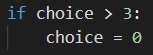 if choice > 3:
    choice = 0